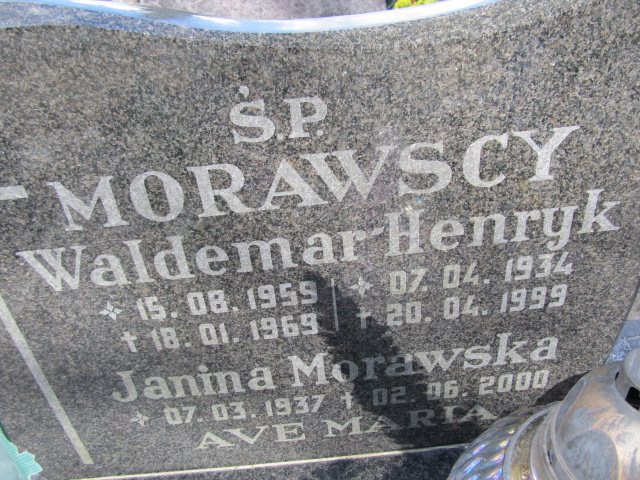 Ś.P.
MORAWSCY
Waldemar Henryk
15.08.1959 07.04.1934
† 18.01.1969 † 20.04.1999
Janina Morawska
07.03.1937 † 02.06.2000
AVE MARIA